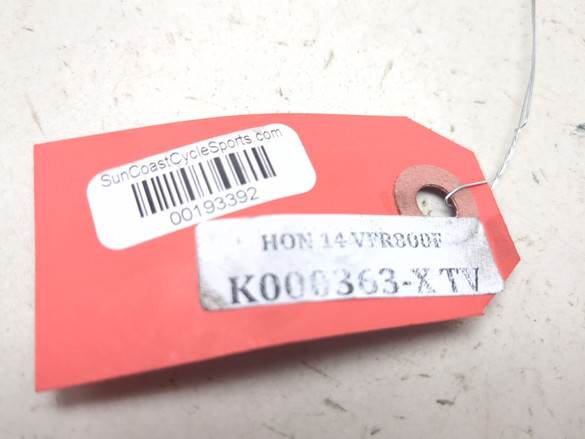 SunCoastCycleSports.com
00193392
HON 14 VFR800F
K000363-X TV